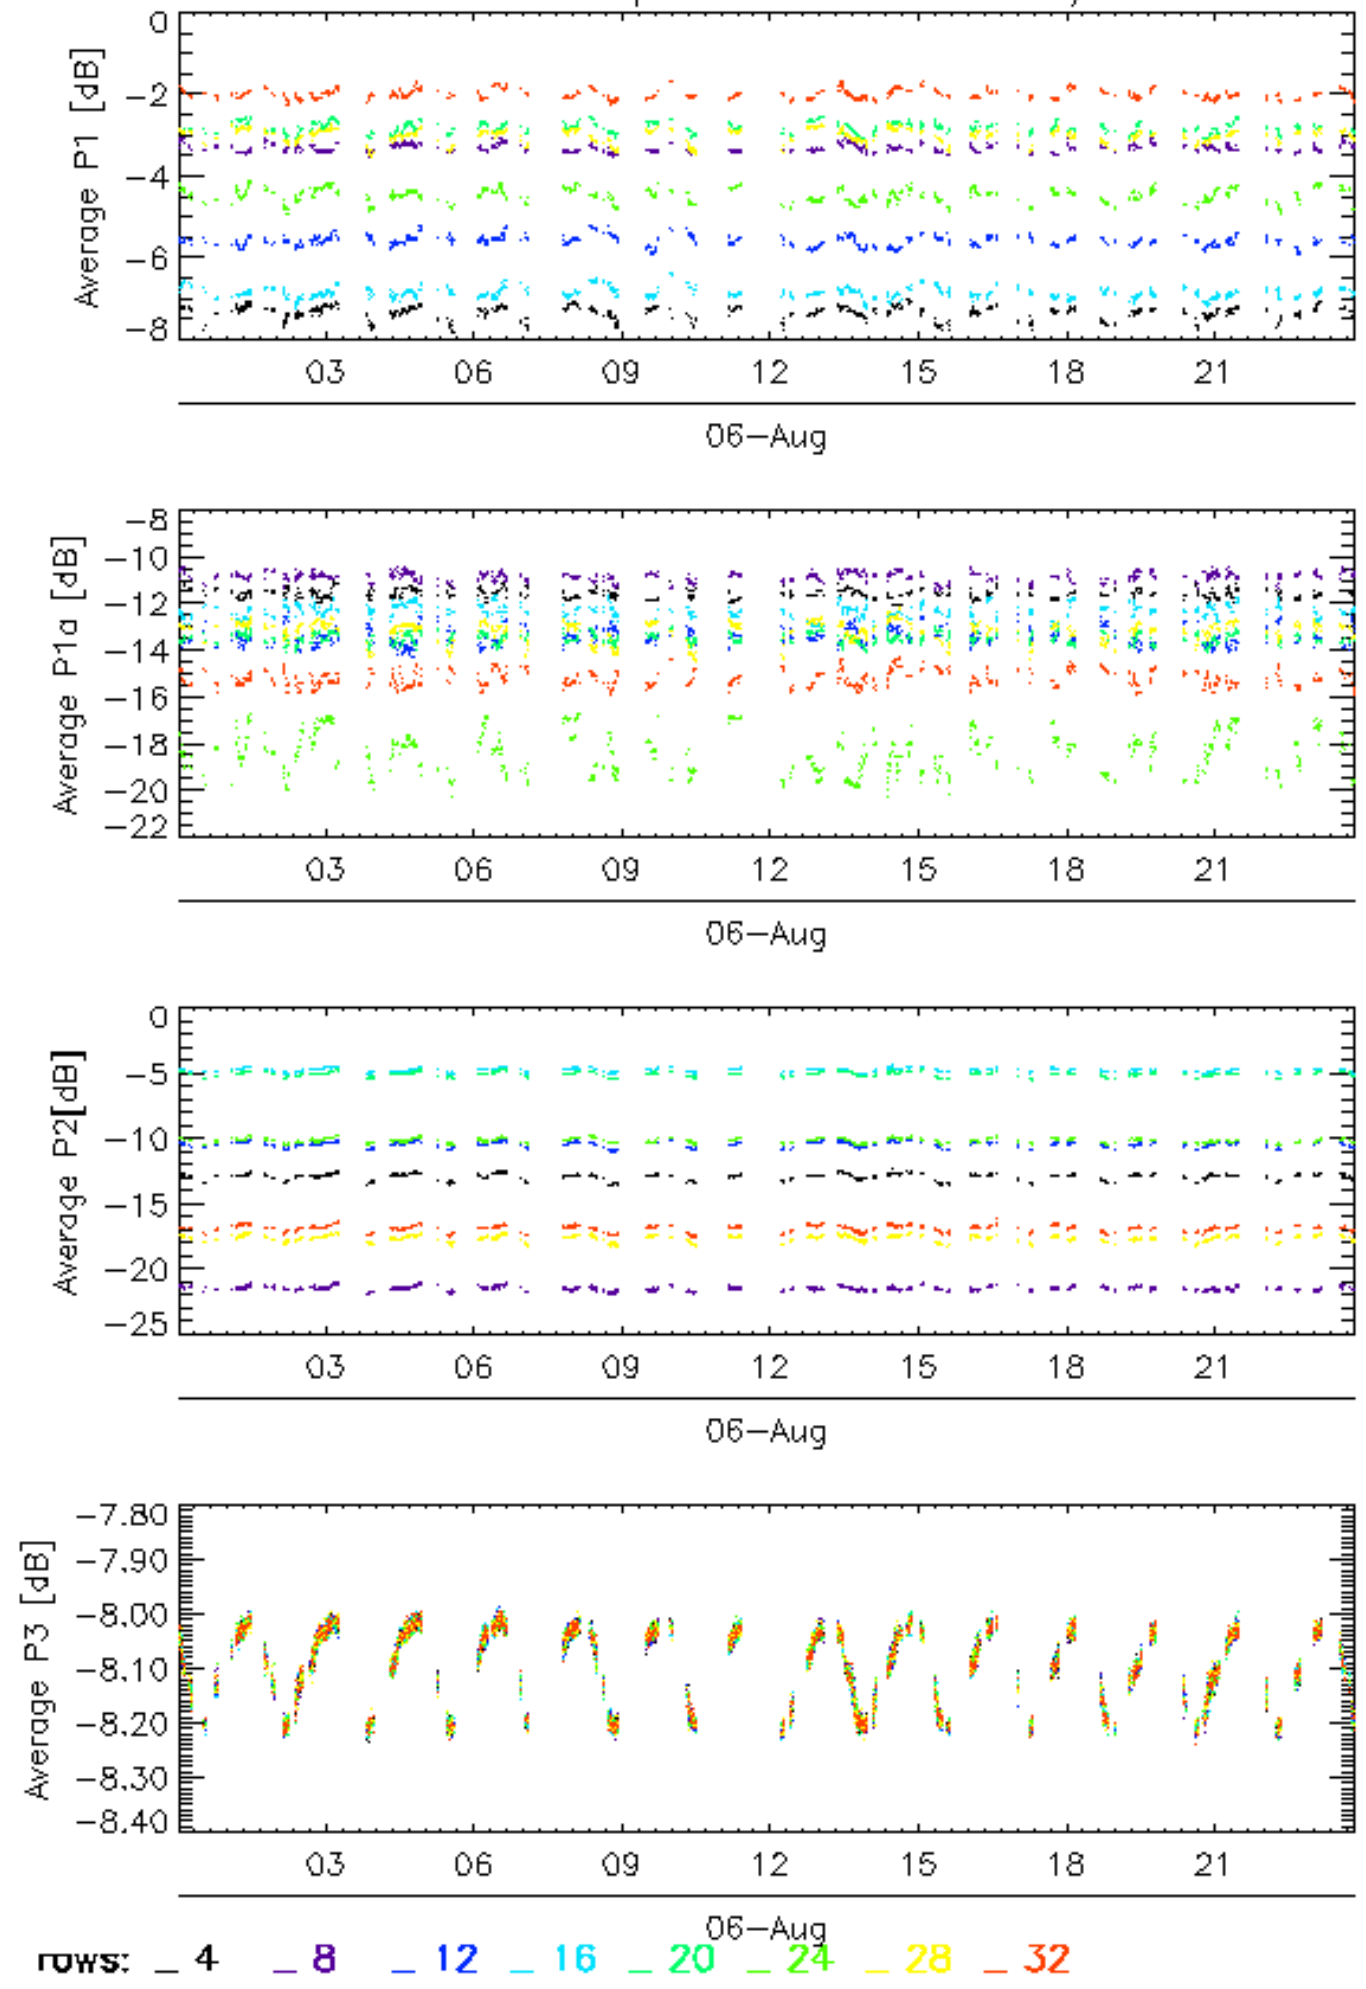 Average P1 [dB]
0
−2
−4
−6
−8
03 06 09 12 15 18 21
06−Aug
Average P1a [dB]
−8
−10
−12
−14
−16
−18
−20
−22
03 06 09 12 15 18 21
06−Aug
Average P2[dB]
0
−5
−10
−15
−20
−25
03 06 09 12 15 18 21
06−Aug
Average P3 [dB]
−7.80
−7.90
−8.00
−8.10
−8.20
−8.30
−8.40
03 06 09 12 15 18 21
06−Aug
rows: _ 4 _ 8 _ 12 _ 16 _ 20 _ 24 _ 28 _ 32